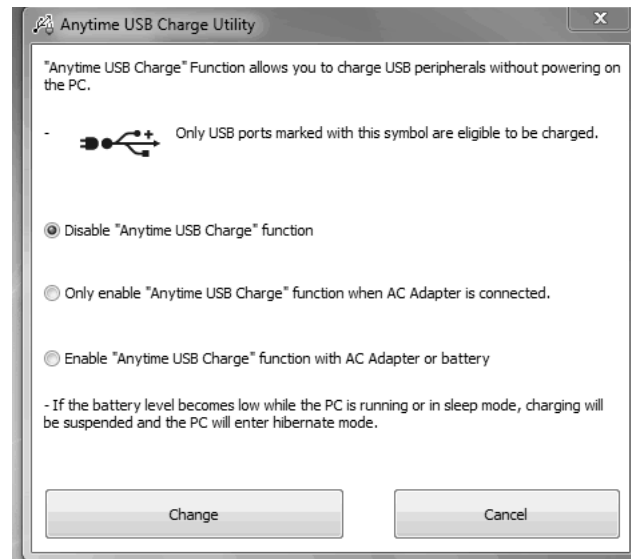 Anytime USB Charge Utility
X
"Anytime USB Charge" Function allows you to charge USB peripherals without powering on
the PC.
- Only USB ports marked with this symbol are eligible to be charged.
Disable "Anytime USB Charge" function
Only enable "Anytime USB Charge" function when AC Adapter is connected.
Enable "Anytime USB Charge" function with AC Adapter or battery
- If the battery level becomes low while the PC is running or in sleep mode, charging will
be suspended and the PC will enter hibernate mode.
Change
Cancel